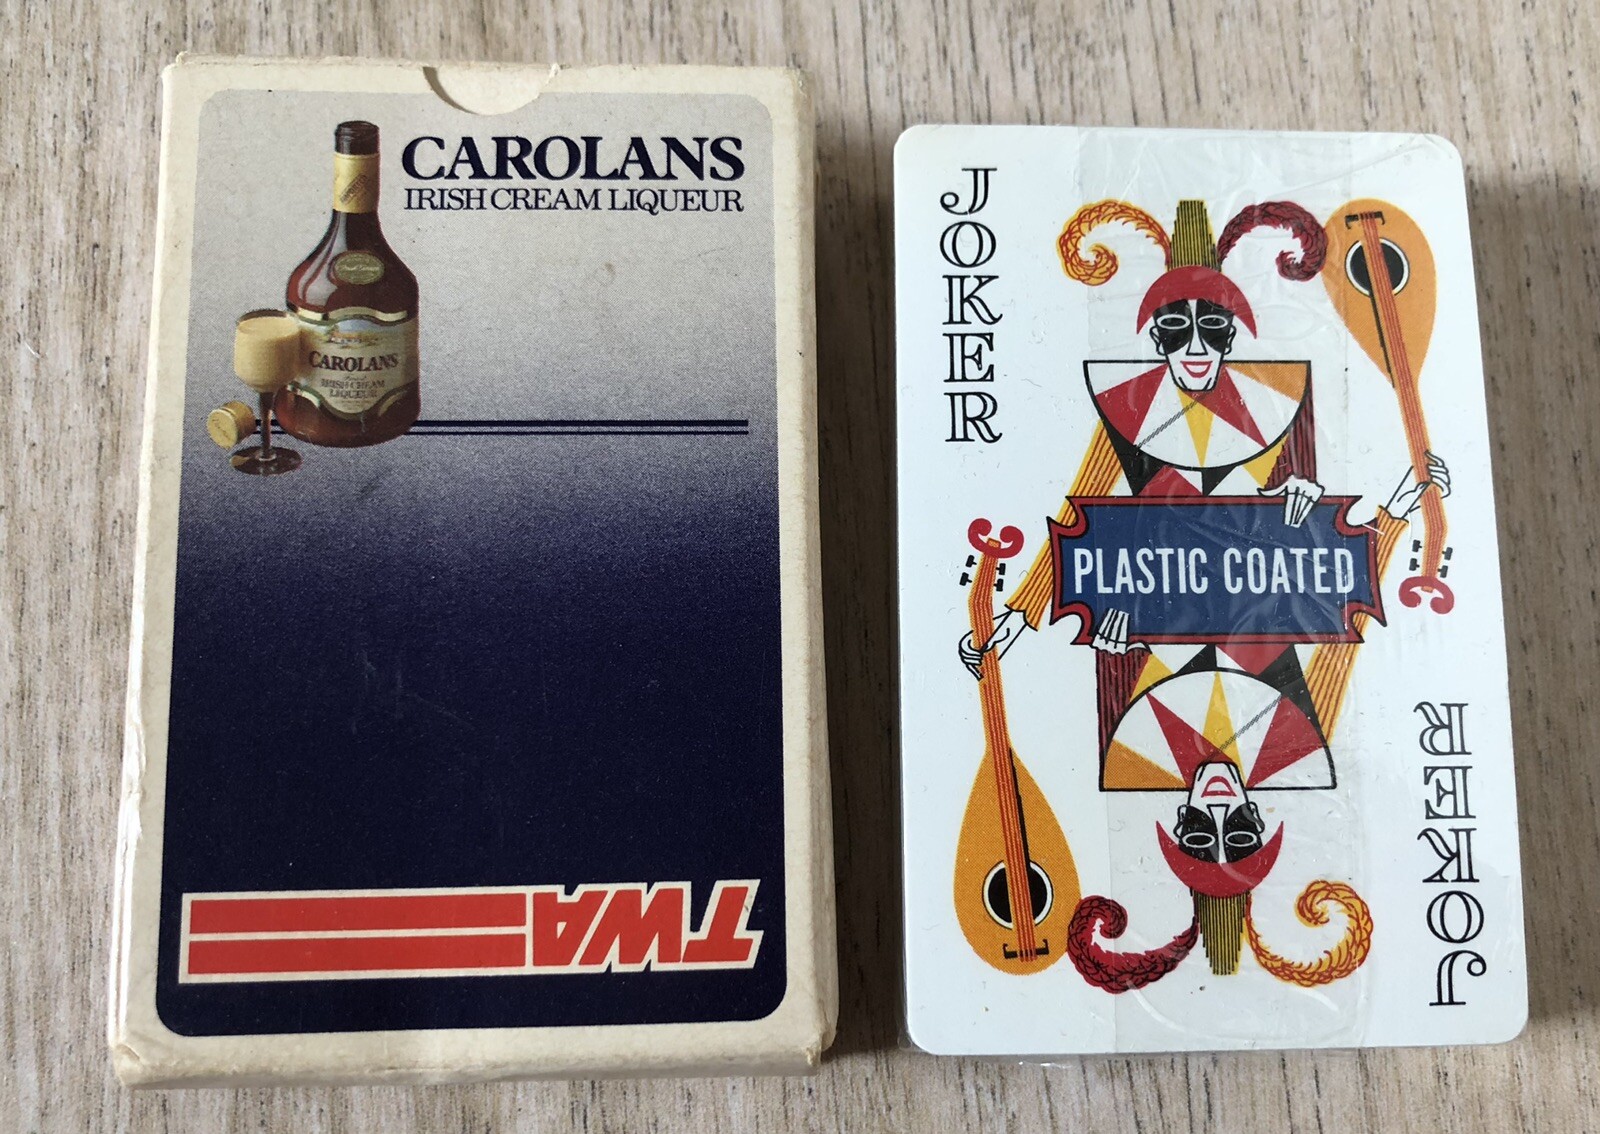 CAROLANS
IRISH CREAM LIQUEUR
CAROLANS
IRISH CREAM
LIQUEUR
TWA
JOKER
PLASTIC COATED
JOKER